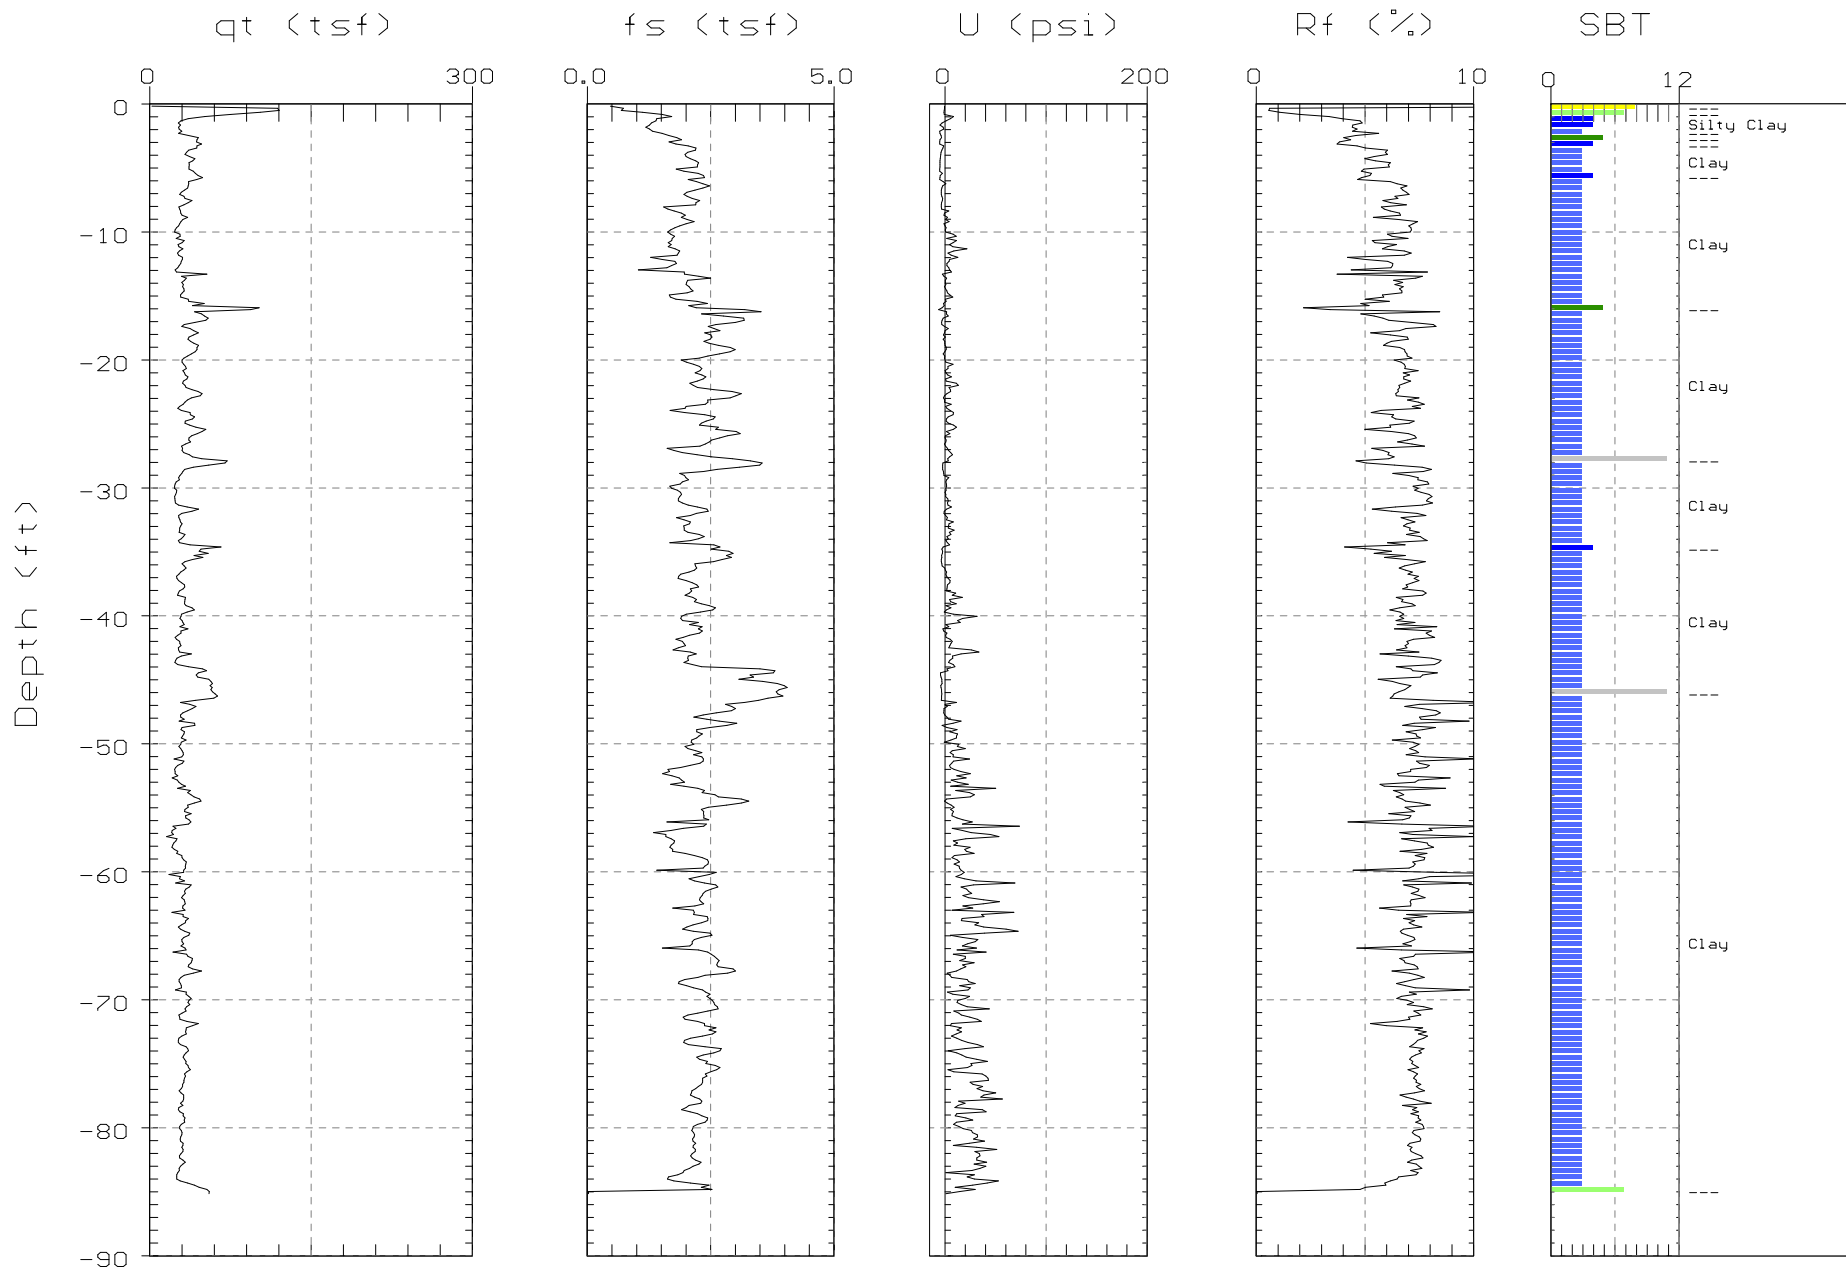 qt (tsf) fs (tsf) U (psi) Rf (%) SBT
0 300 0.0 5.0 0 200 0 10 0 12
0
---
---
Silty Clay
---
---
---
Clay
---
-10
Clay
---
-20
Clay
---
-30
Clay
---
Depth (ft)
-40
Clay
---
-50
-60
Clay
-70
-80
---
-90